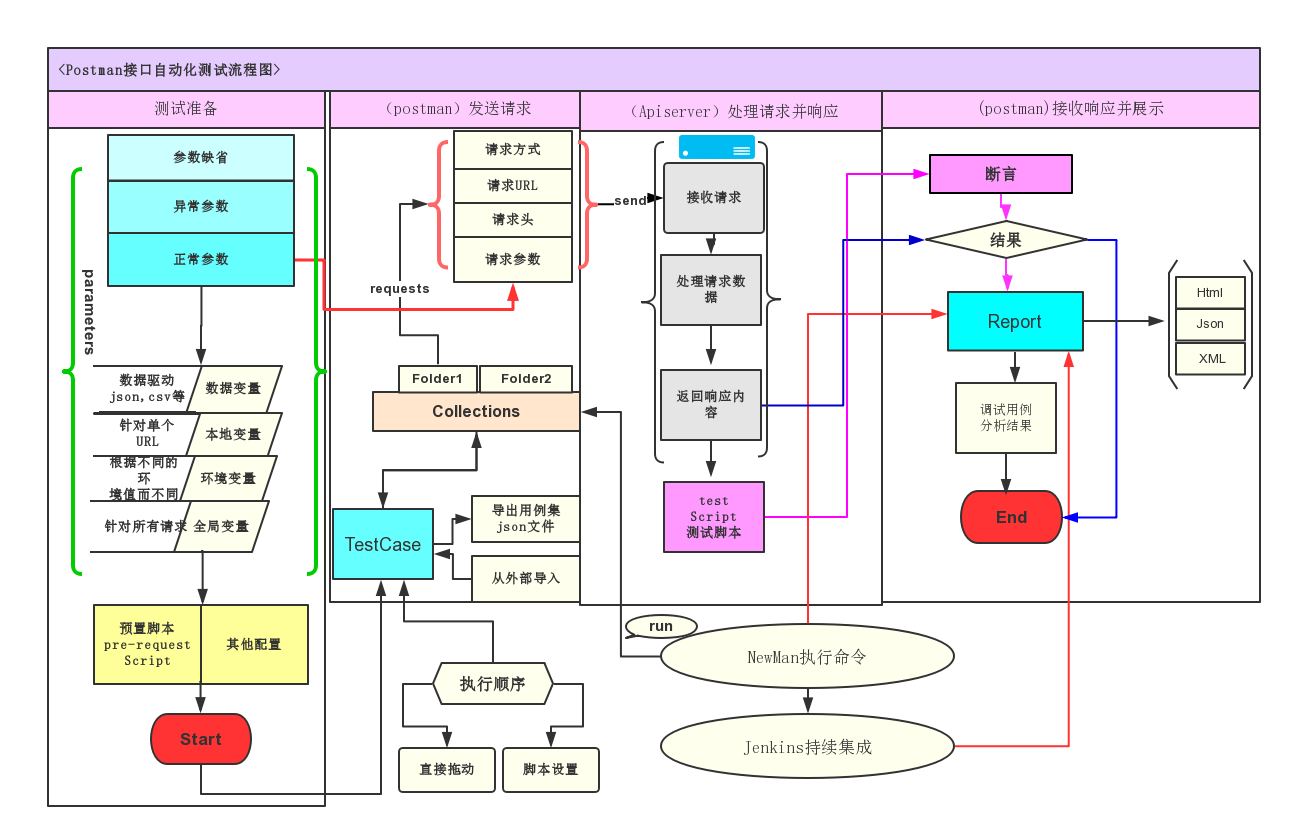 <Postman接口自动化测试流程图>
测试准备
(postman) 发送请求
(Apiserver) 处理请求并响应
(postman)接收响应并展示
参数缺省
异常参数
正常参数
parameters
数据驱动
json,csv等
数据变量
针对单个
URL
本地变量
根据不同的
环
境值而不同
环境变量
针对所有请求
全局变量
预置脚本
pre-request
Script
其他配置
Start
请求方式
请求URL
请求头
请求参数
send
requests
Folder1
Folder2
Collections
TestCase
导出用例集
json文件
从外部导入
执行顺序
直接拖动
脚本设置
接收请求
处理请求数
据
返回响应内
容
test
Script
测试脚本
run
NewMan执行命令
Jenkins持续集成
断言
结果
Report
调试用例
分析结果
End
Html
Json
XML